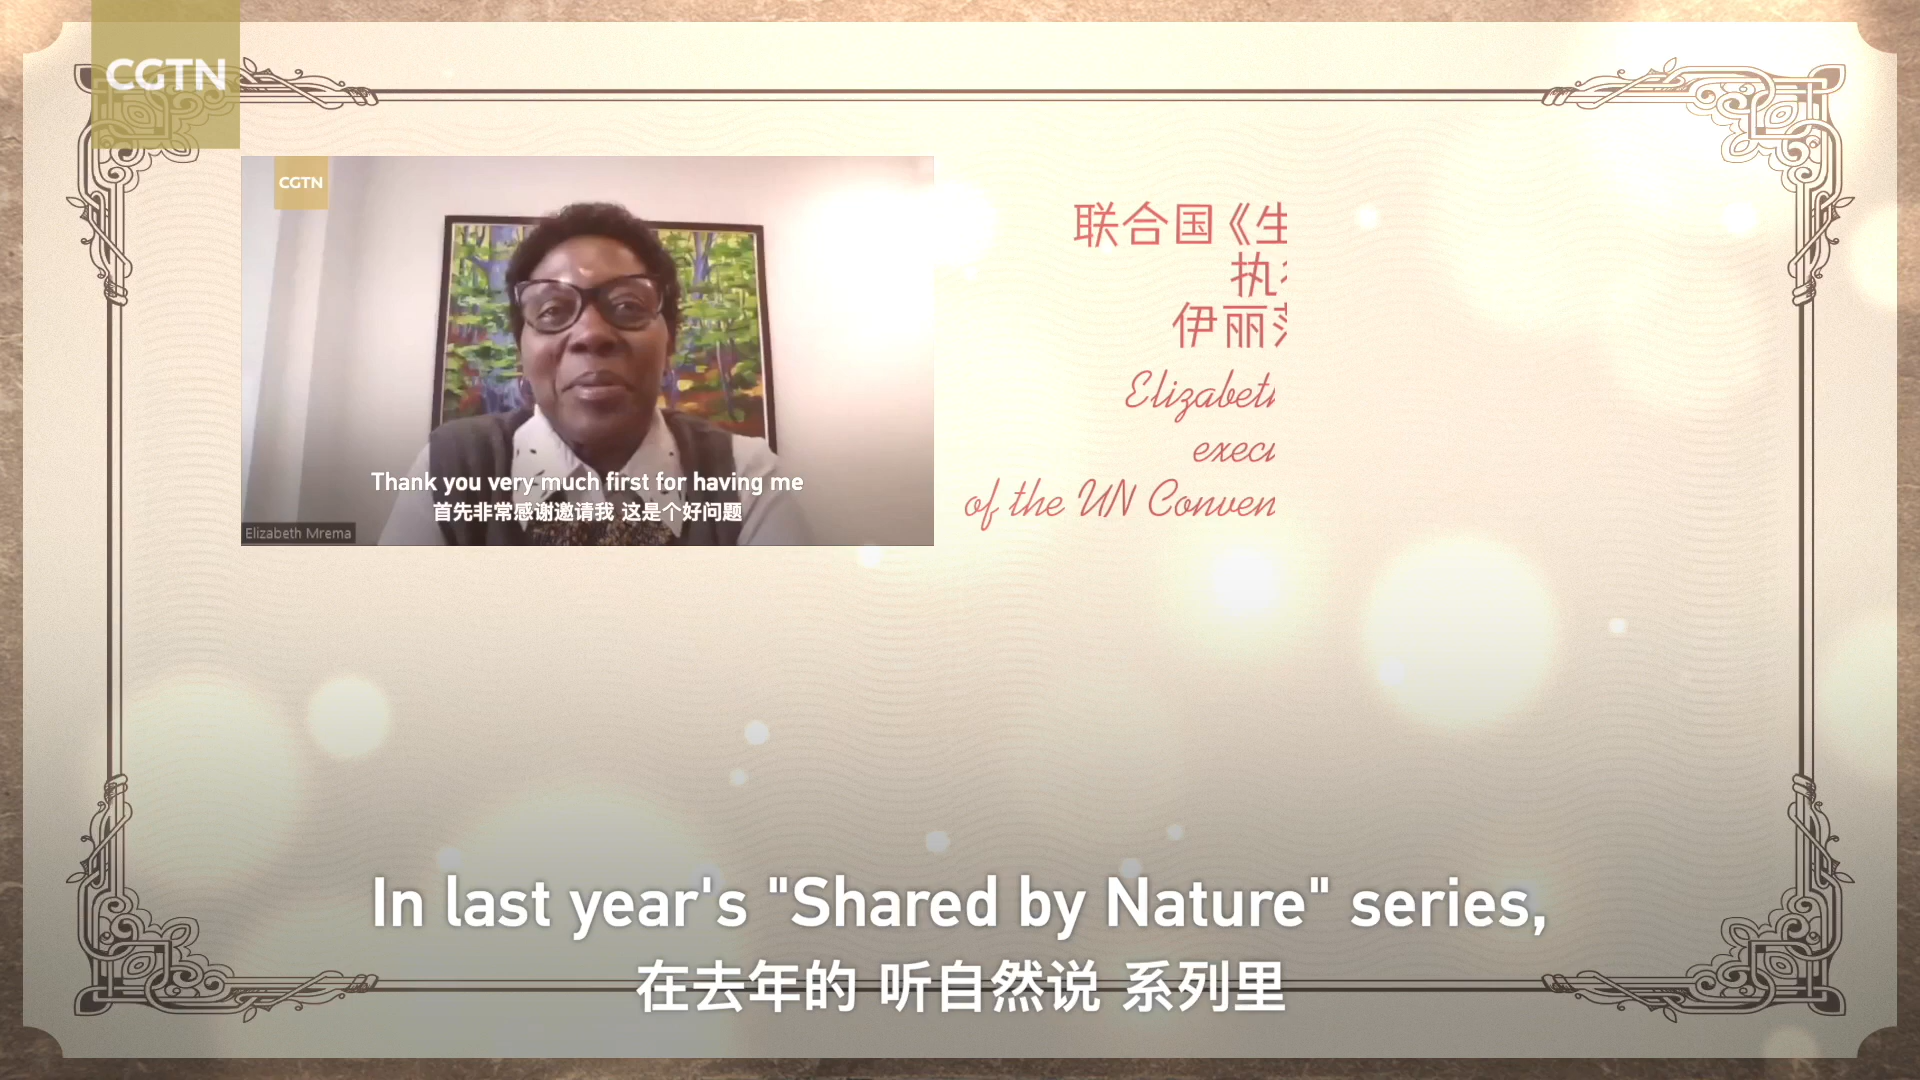 CGTN
CGTN
Thank you very much first for having me
首先非常感谢邀请我 这是个好问题
Elizabeth Mrema
联合国《生
执
伊丽
Elizabeth
of the UN
In last year's "Shared by Nature" series,
在去年的 听自然说 系列里